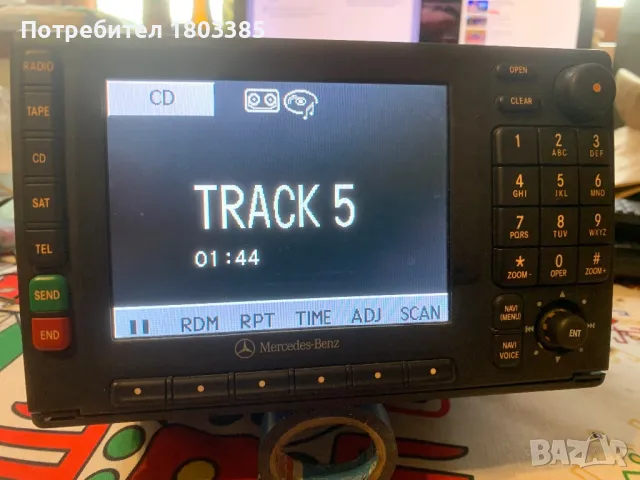 Потребител 1803385
RADIO
TAPE
CD
SAT
TEL
SEND
END
CD
TRACK 5
01:44
RDM RPT TIME ADJ SCAN
Mercedes-Benz
OPEN
CLEAR
1 2 ABC 3 DEF
4 GHI 5 JKL 6 MNO
7 PQRS 8 TUV 9 WXYZ
* ZOOM- 0 OPER # ZOOM+
NAVI (MENU)
NAVI VOICE
ENT
BAZAR